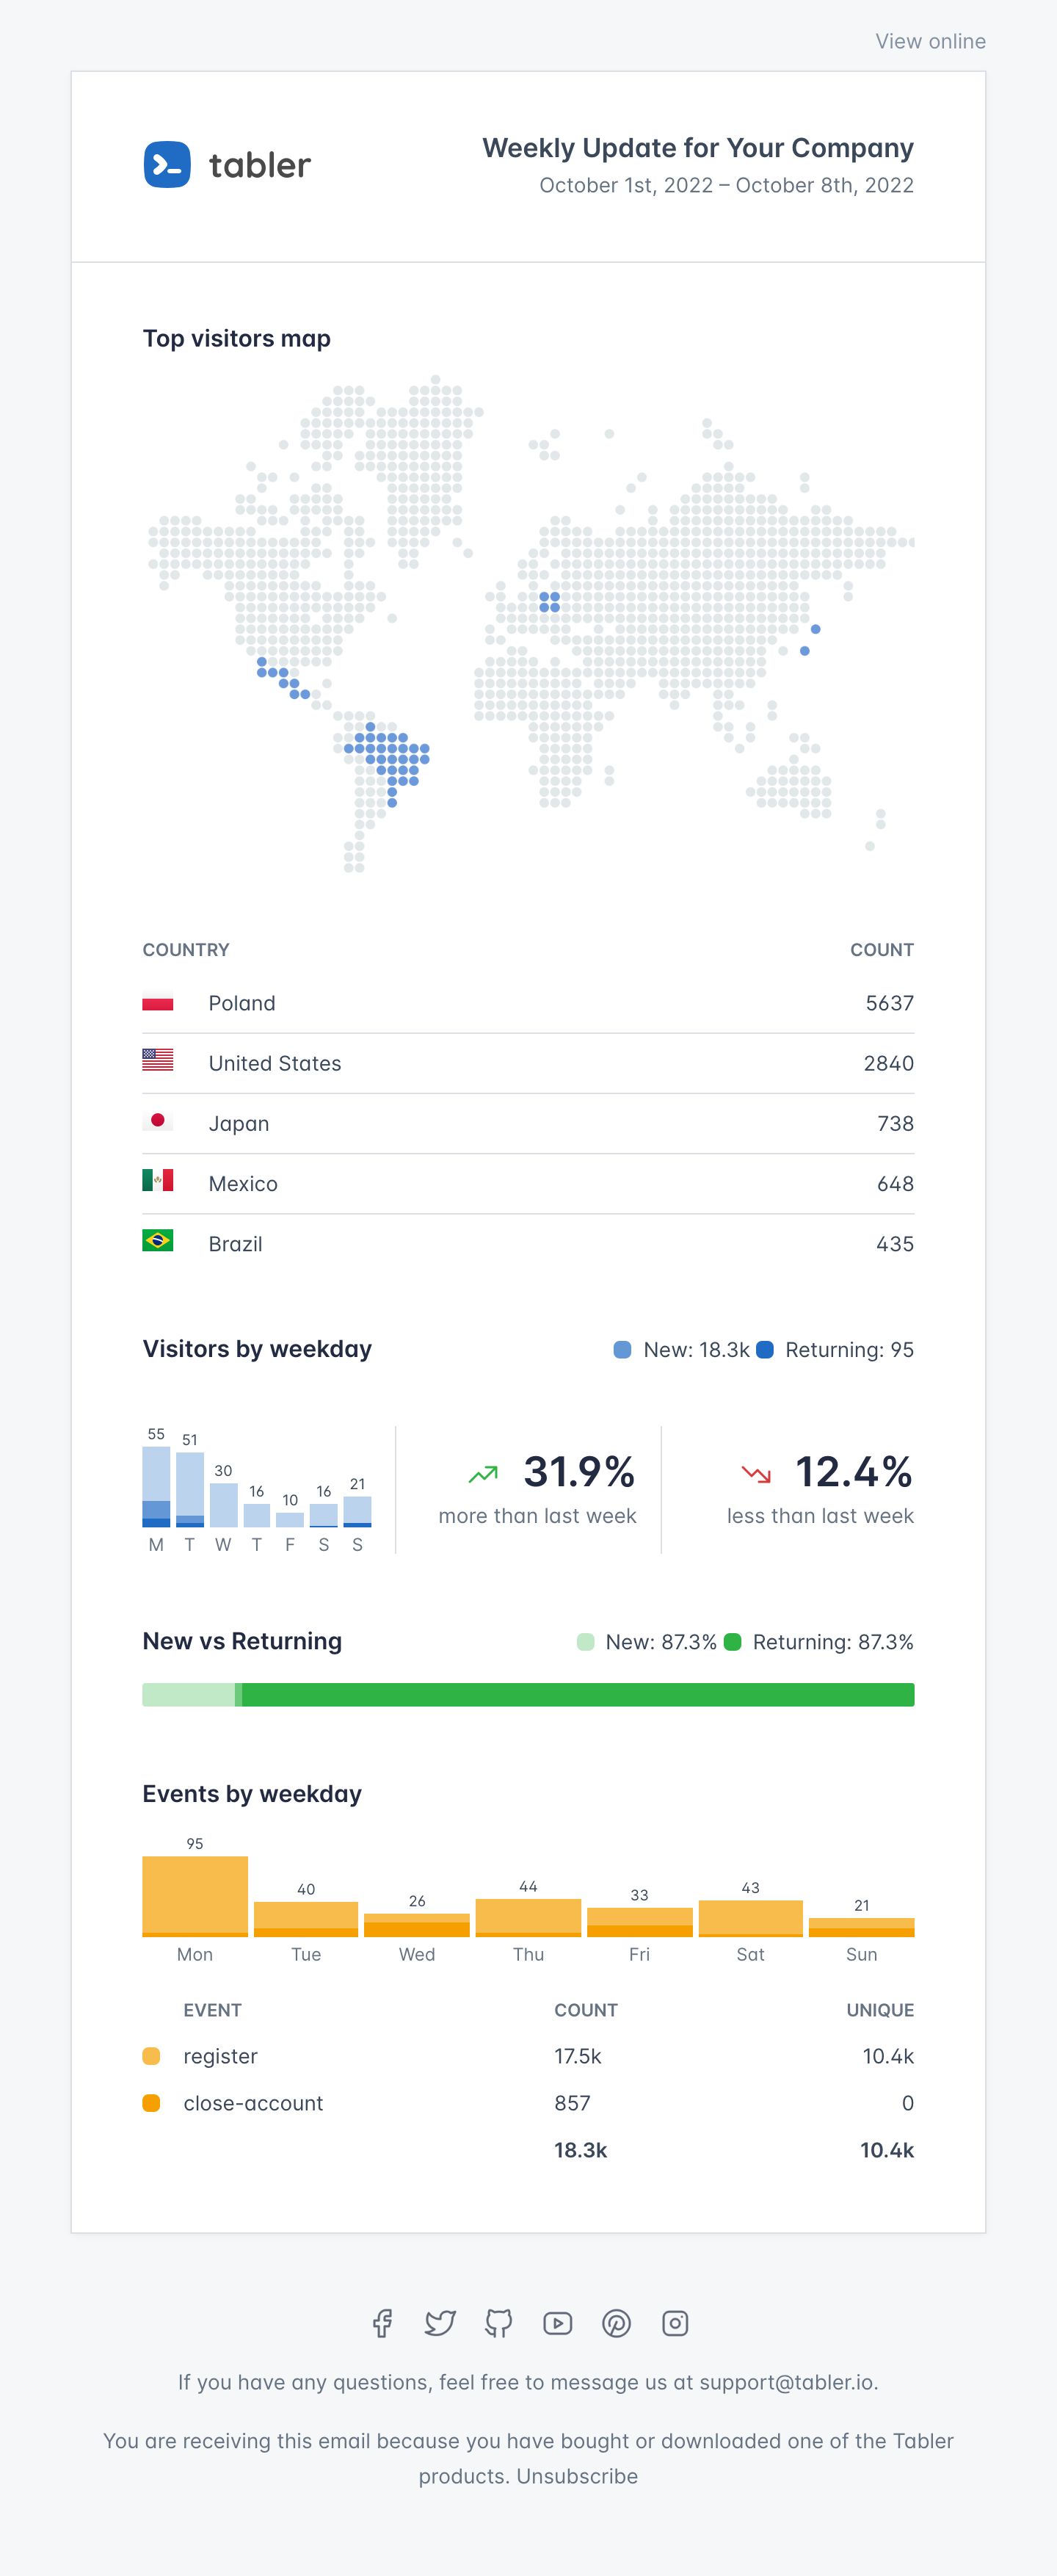 View online
tabler
Weekly Update for Your Company
October 1st, 2022 – October 8th, 2022
Top visitors map
COUNTRY COUNT
Poland 5637
United States 2840
Japan 738
Mexico 648
Brazil 435
Visitors by weekday New: 18.3k Returning: 95
55 51 30 16 10 16 21
M T W T F S S
31.9%
more than last week
12.4%
less than last week
New vs Returning New: 87.3% Returning: 87.3%
Events by weekday
95 40 26 44 33 43 21
Mon Tue Wed Thu Fri Sat Sun
EVENT COUNT UNIQUE
register 17.5k 10.4k
close-account 857 0
18.3k 10.4k
If you have any questions, feel free to message us at support@tabler.io.
You are receiving this email because you have bought or downloaded one of the Tabler
products. Unsubscribe